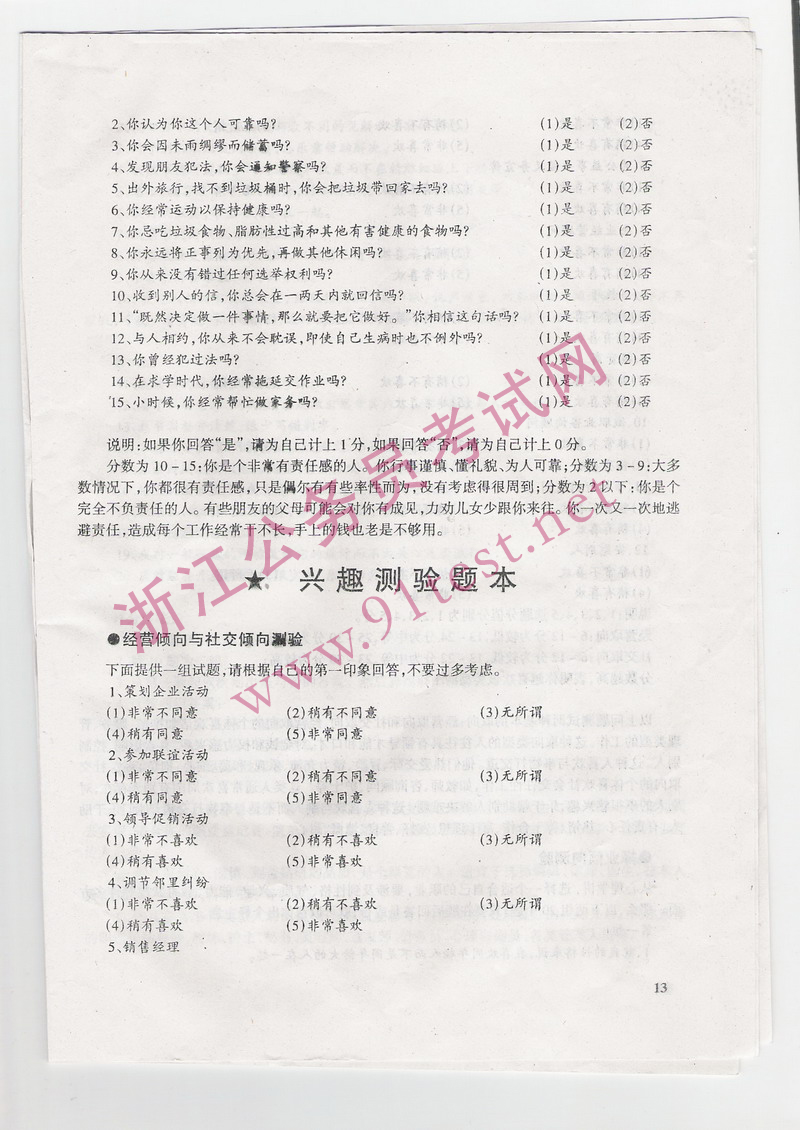 2、你认为你这个人可靠吗? (1)是 (2)否
3、你会因未雨绸缪而储蓄吗? (1)是 (2)否
4、发现朋友犯法,你会通知警察吗? (1)是 (2)否
5、出外旅行,找不到垃圾桶时,你会把垃圾带回家去吗? (1)是 (2)否
6、你经常运动以保持健康吗? (1)是 (2)否
7、你忌吃垃圾食物、脂肪性过高和其他有害健康的食物吗? (1)是 (2)否
8、你永远将正事列为优先,再做其他休闲吗? (1)是 (2)否
9、你从来没有错过任何选举权利吗? (1)是 (2)否
10、收到别人的信,你总会在一两天内就回信吗? (1)是 (2)否
11、“既然决定做一件事情,那么就要把它做好。”你相信这句话吗? (1)是 (2)否
12、与人相约,你从来不会耽误,即使自己生病时也不例外吗? (1)是 (2)否
13、你曾经犯过法吗? (1)是 (2)否
14、在求学时代,你经常拖延交作业吗? (1)是 (2)否
15、小时候,你经常帮忙做家务吗? (1)是 (2)否
说明:如果你回答“是”,请为自己计上1分,如果回答“否”,请为自己计上0分。
分数为10-15:你是个非常有责任感的人。你行事谨慎、懂礼貌、为人可靠;分数为3-9:大多
数情况下,你都很有责任感,只是偶尔有有些率性而为,没有考虑得很周到;分数为2以下:你是个
完全不负责任的人。有些朋友的父母可能会对你有成见,力劝儿女少跟你来往。你一次又一次地逃
避责任,造成每个工作经常干不长、手上的钱也老是不够用。
★ 兴趣测验题本
●经营倾向与社交倾向测验
下面提供一组试题,请根据自己的第一印象回答,不要过多考虑。
1、策划企业活动
(1)非常不同意 (2)稍有不同意 (3)无所谓
(4)稍有同意 (5)非常同意
2、参加联谊活动
(1)非常不同意 (2)稍有不同意 (3)无所谓
(4)稍有同意 (5)非常同意
3、领导促销活动
(1)非常不喜欢 (2)稍有不喜欢 (3)无所谓
(4)稍有喜欢 (5)非常喜欢
4、调节邻里纠纷
(1)非常不喜欢 (2)稍有不喜欢 (3)无所谓
(4)稍有喜欢 (5)非常喜欢
5、销售经理
13
浙江公务员考试网
www.91test.net